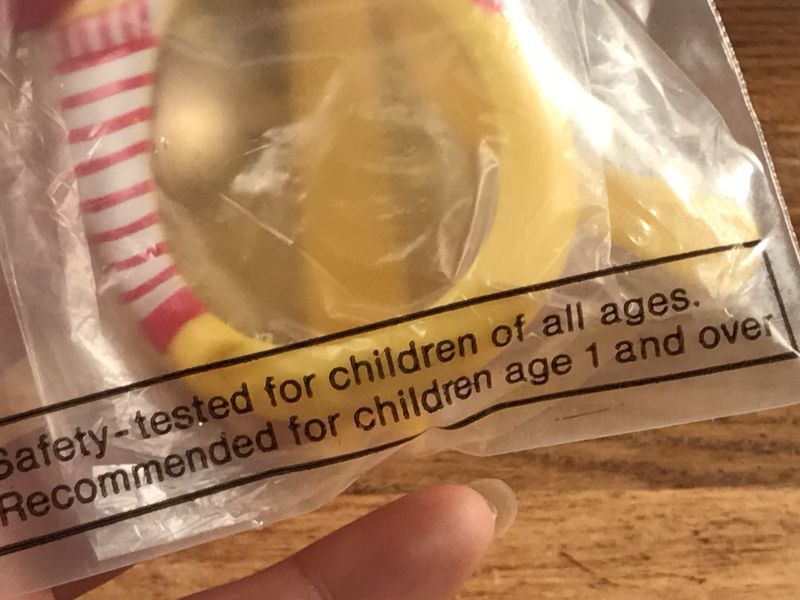 Safety-tested for children of all ages.
Recommended for children age 1 and over